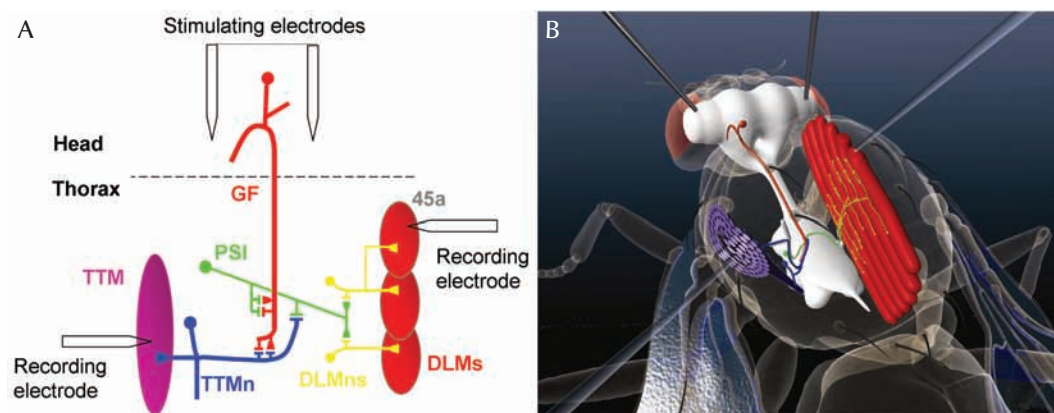 A
Stimulating electrodes
B
Head
Thorax
GF
45a
PSI
Recording
electrode
TTM
Recording
electrode
TTMn
DLMns
DLMs